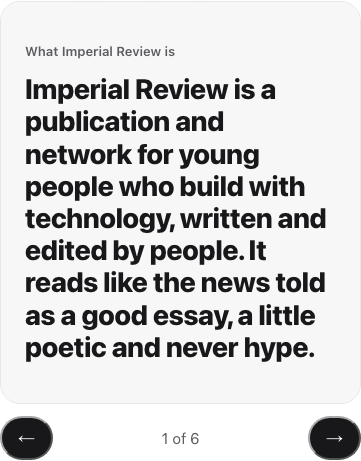 What Imperial Review is
Imperial Review is a
publication and
network for young
people who build with
technology, written and
edited by people. It
reads like the news told
as a good essay, a little
poetic and never hype.
←
1 of 6
→